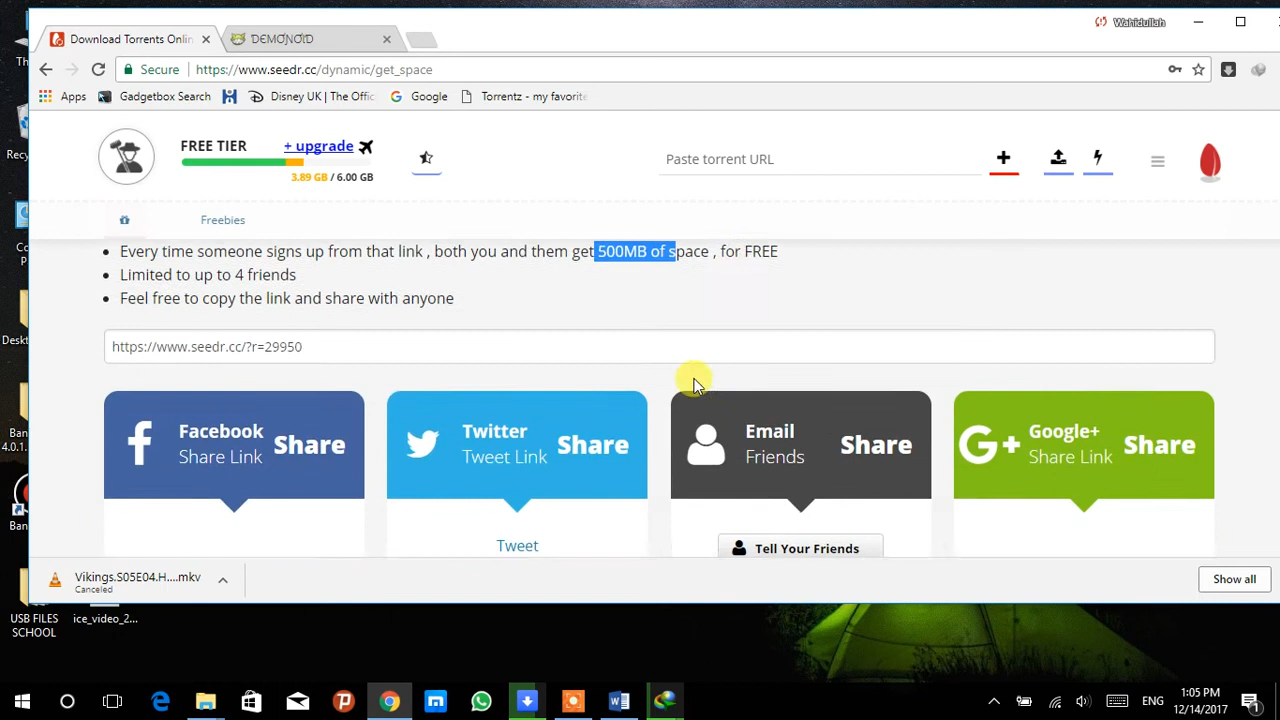 Wahidullah
Download Torrents Onlin
DEMONOID
Secure
https://www.seedr.cc/dynamic/get_space
Apps
Gadgetbox Search
Disney UK | The Offic
Google
Torrentz - my favorite
FREE TIER
+ upgrade
3.89 GB / 6.00 GB
Paste torrent URL
Freebies
Every time someone signs up from that link , both you and them get 500MB of space , for FREE
Limited to up to 4 friends
Feel free to copy the link and share with anyone
https://www.seedr.cc/?r=29950
Facebook
Share Link
Share
Twitter
Tweet Link
Share
Email
Friends
Share
Google+
Share Link
Share
Tweet
Tell Your Friends
Vikings.S05E04.H....mkv
Canceled
Show all
USB FILES
SCHOOL
ice_video_2...
ENG
1:05 PM
12/14/2017